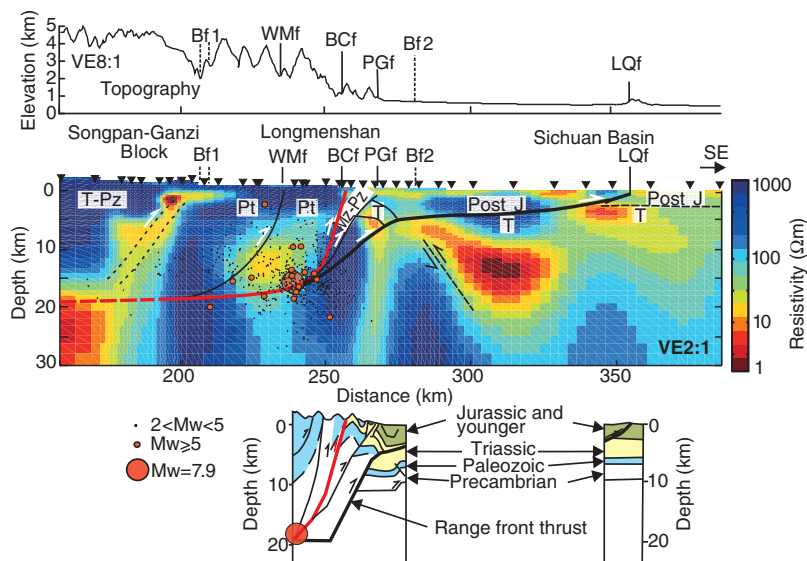 5
4
3
2
1
0
Elevation (km)
VE8:1
Topography
Bf 1
WMf
BCf
PGf
Bf2
LQf
Songpan-Ganzi
Block
Bf1
Longmenshan
WMf
BCf
PGf
Bf2
Sichuan Basin
LQf
SE
0
10
20
30
Depth (km)
T-Pz
Pt
Pt
Mz-Pz
T
Post J
T
Post J
T
VE2:1
200
250
300
350
Distance (km)
1000
100
10
1
Resistivity (Ωm)
2<Mw<5
Mw⩾5
Mw=7.9
0
10
20
Depth (km)
Jurassic and
younger
Triassic
Paleozoic
Precambrian
Range front thrust
0
10
20
Depth (km)